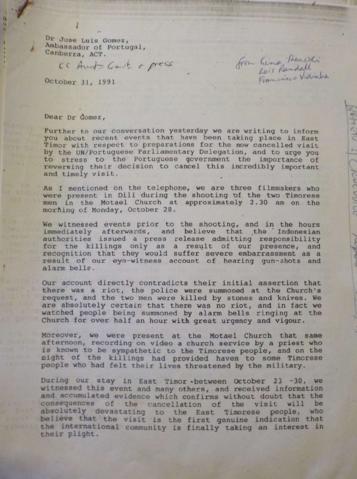 Dr Jose Luis Gomez,
Ambassador of Portugal,
Canberra, ACT.
cc Aust Govt + press
from
October 31, 1991
Dear Dr Gomez,
Further to our conversation yesterday we are writing to inform
you about recent events that have been taking place in East
Timor with respect to preparations for the now cancelled visit
by the UN/Portuguese Parliamentary Delegation, and to urge you
to stress to the Portuguese government the importance of
reversing their decision to cancel this incredibly important
and timely visit.
As I mentioned on the telephone, we are three filmmakers who
were present in Dili during the shooting of the two Timorese
men in the Motael Church at approximately 2.30 am on the
morning of Monday, October 28.
We witnessed events prior to the shooting, and in the hours
immediately afterwards, and believe that the Indonesian
authorities issued a press release admitting responsibility
for the killings only as a result of our presence, and
recognition that they would suffer severe embarrassment as a
result of our eye-witness account of hearing gun-shots and
alarm bells.
Our account directly contradicts their initial assertion that
there was a riot, the police were summoned at the Church's
request, and the two men were killed by stones and knives. We
are absolutely certain that there was no riot, and in fact we
watched people being summoned by alarm bells ringing at the
Church for over half an hour with great urgency and vigour.
Moreover, we were present at the Motael Church that same
afternoon, recording on video a church service by a priest who
is known to be sympathetic to the Timorese people, and on the
night of the killings had provided haven to some Timorese
people who had felt their lives threatened by the military.
During our stay in East Timor between October 23 -30, we
witnessed this event and many others, and received information
and accumulated evidence which confirms without doubt that the
consequences of the cancellation of the visit will be
absolutely devastating to the East Timorese people, who
believe that the visit is the first genuine indication that
the international community is finally taking an interest in
their plight.